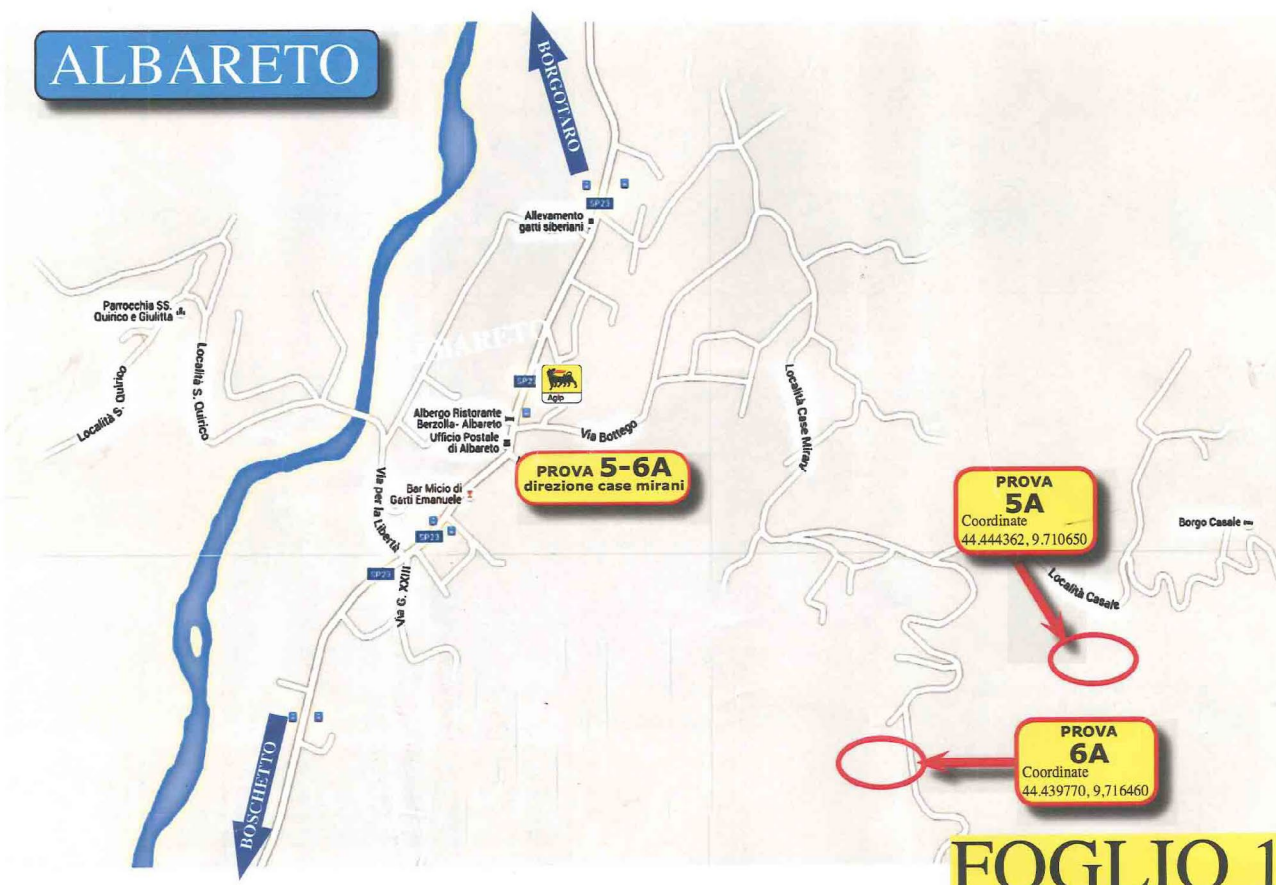 ALBARETO
BORGOTARO
SP23
Allevamento
gatti siberiani
Parrocchia SS.
Quirico e Giulitta
Località S. Quirico
Località S. Quirico
BARETO
SP2
Agip
Albergo Ristorante
Berzolla- Albareto
Ufficio Postale
di Albareto
Via Bottego
Località Case Mirani
PROVA 5-6A
direzione case mirani
Bar Micio di
Gatti Emanuele
Via per la Libertà
SP23
SP23
Via G. XXIII
PROVA
5A
Coordinate
44.444362, 9.710650
Borgo Casale
Località Casale
PROVA
6A
Coordinate
44.439770, 9,716460
BOSCHETTO
FOGLIO 1